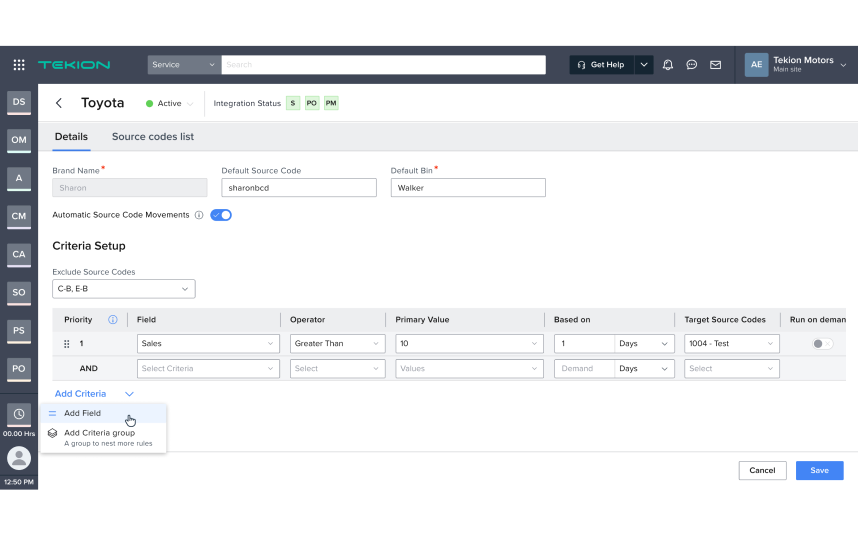 TEKION
Service
Search
Get Help
AE
Tekion Motors
Main site
DS
OM
A
CM
CA
SO
PS
PO
00.00 Hrs
12:50 PM
Toyota
Active
Integration Status
S
PO
PM
Details
Source codes list
Brand Name*
Default Source Code
Default Bin*
Sharon
sharonbcd
Walker
Automatic Source Code Movements
Criteria Setup
Exclude Source Codes
C-B, E-B
Priority
Field
Operator
Primary Value
Based on
Target Source Codes
Run on deman
1
Sales
Greater Than
10
1
Days
1004 - Test
AND
Select Criteria
Select
Values
Demand
Days
Select
Add Criteria
Add Field
Add Criteria group
A group to nest more rules
Cancel
Save